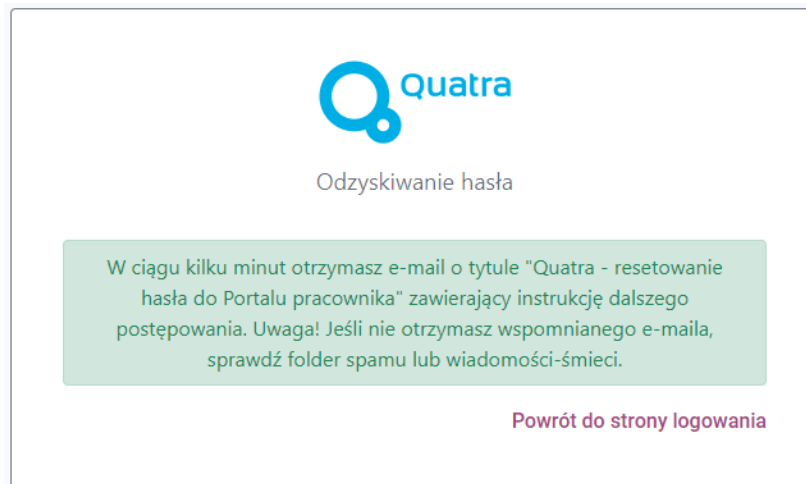 Quatra
Odzyskiwanie hasła
W ciągu kilku minut otrzymasz e-mail o tytule "Quatra - resetowanie
hasła do Portalu pracownika" zawierający instrukcję dalszego
postępowania. Uwaga! Jeśli nie otrzymasz wspomnianego e-maila,
sprawdź folder spamu lub wiadomości-śmieci.
Powrót do strony logowania